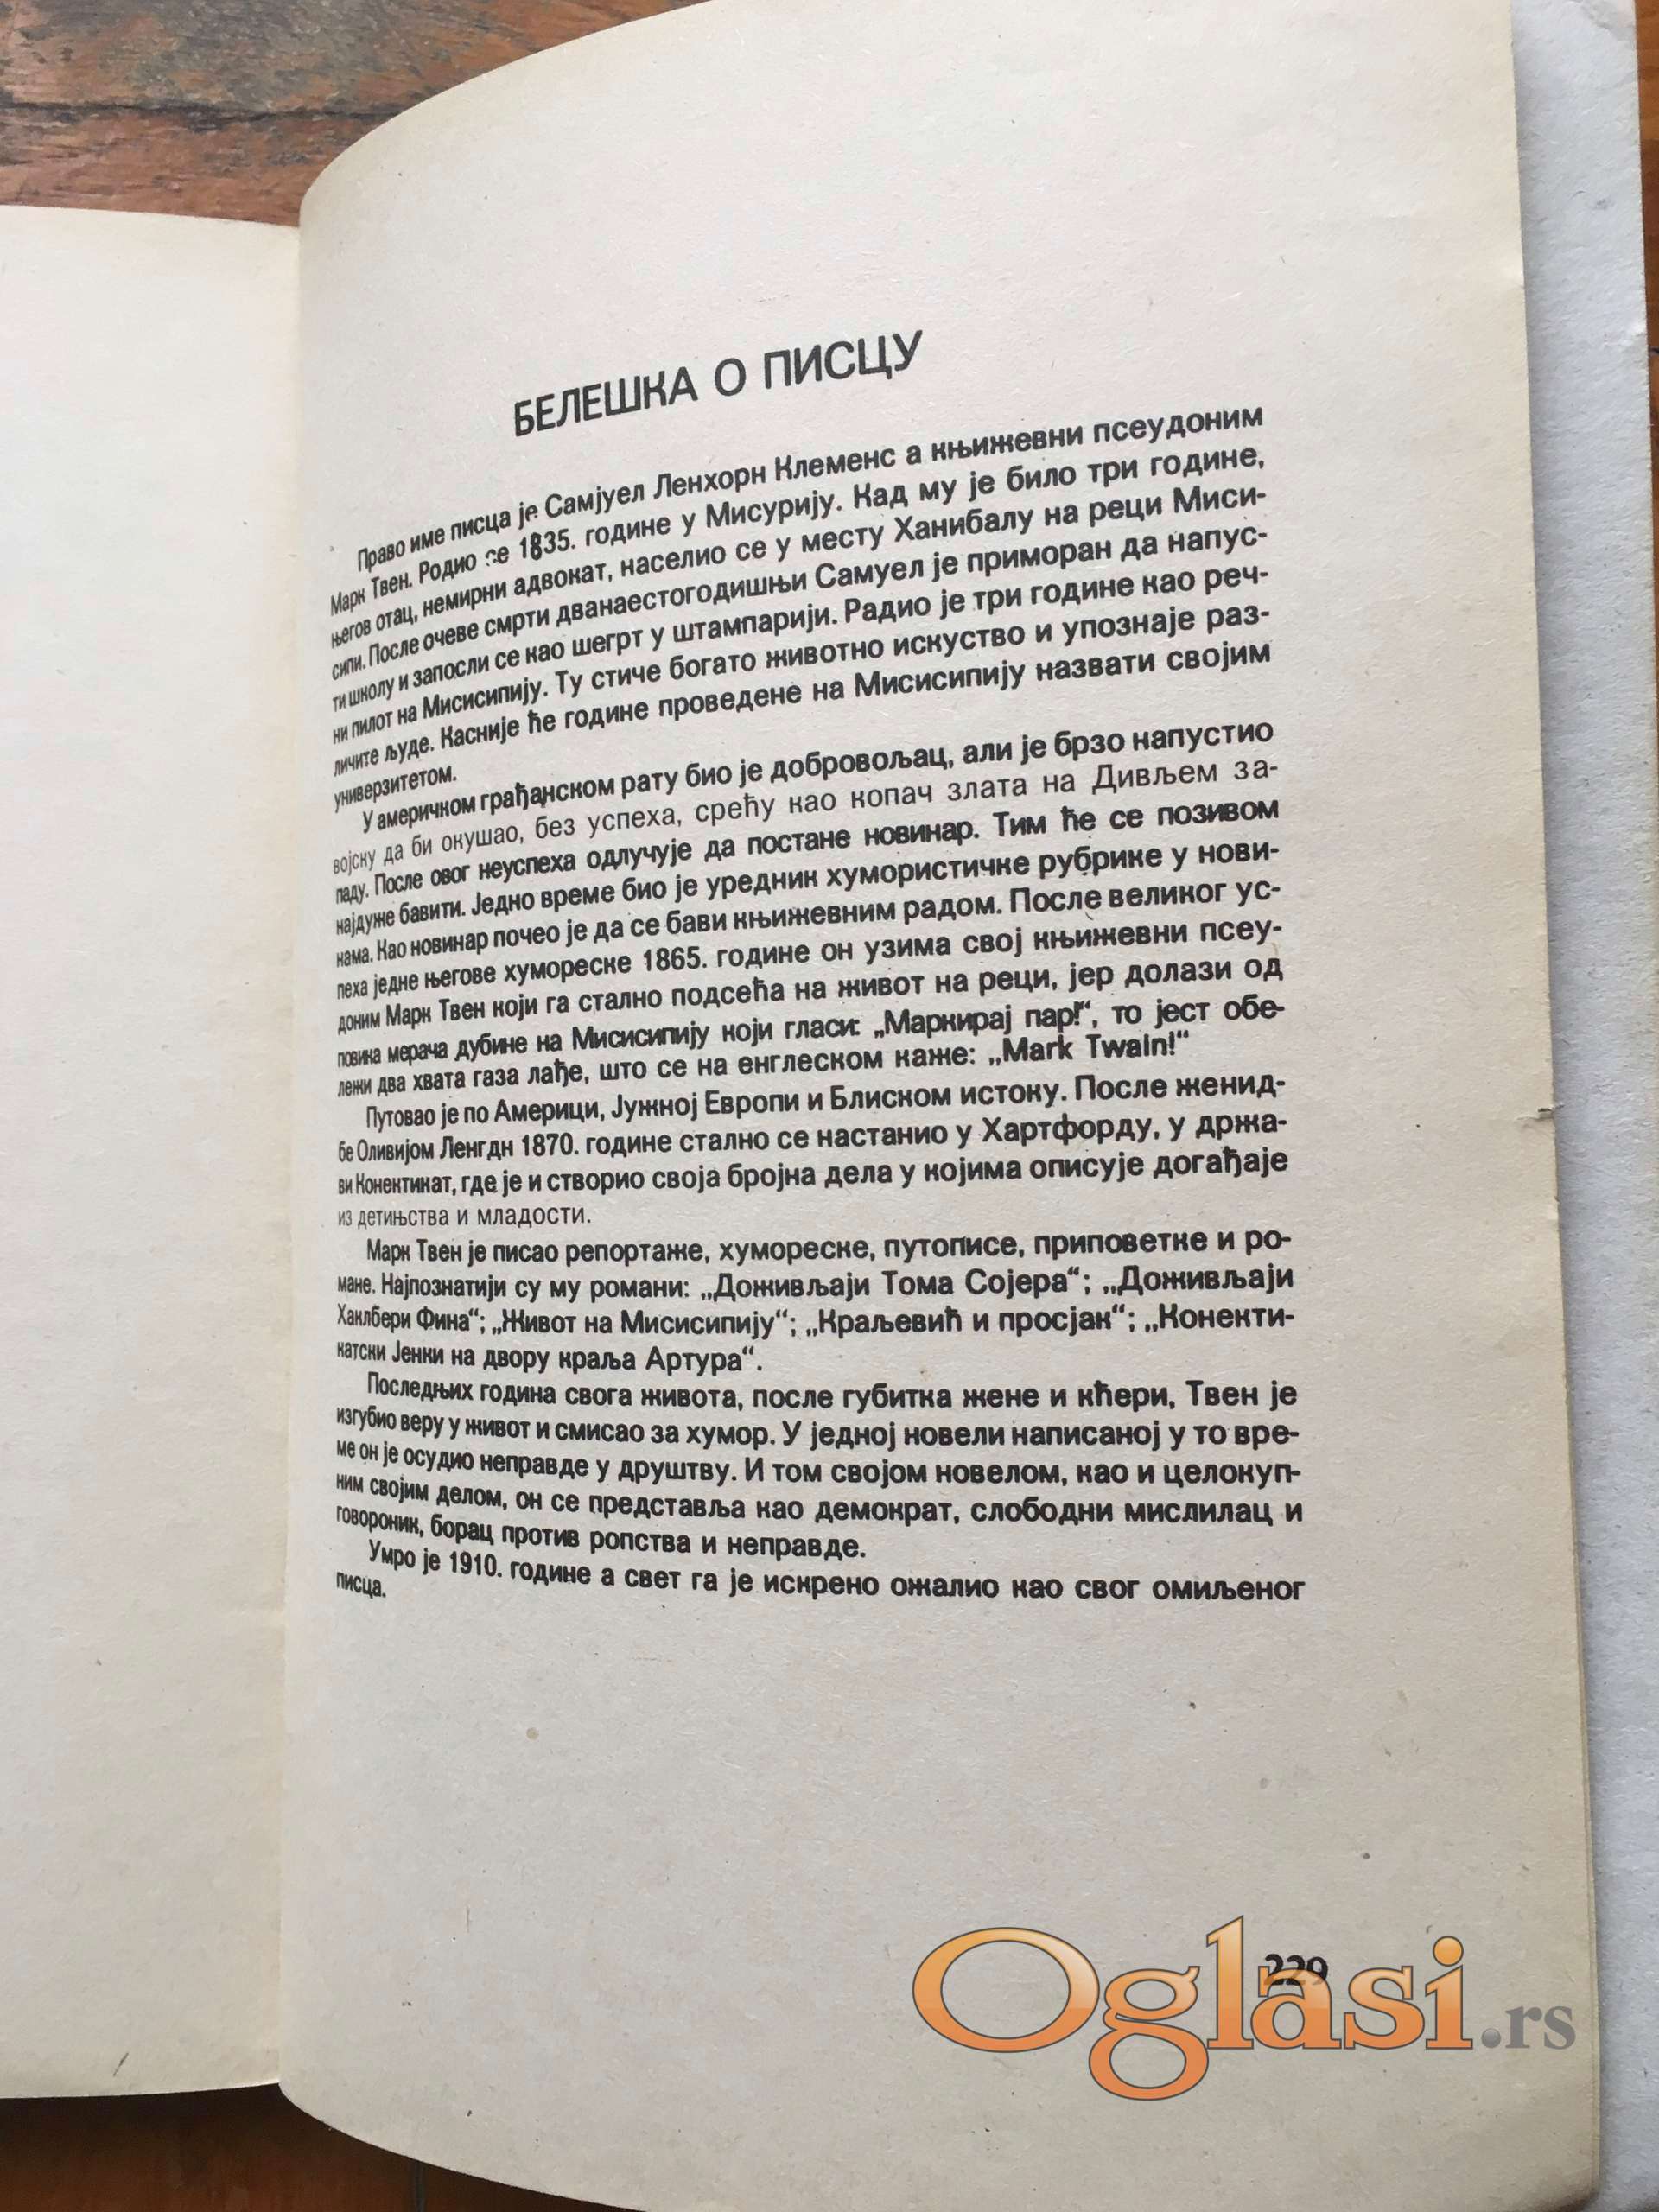 БЕЛЕШКА О ПИСЦУ
Право име писца је Самјуел Ленхорн Клеменс а књижевни псеудоним
Марк Твен. Родио се 1835. године у Мисурију. Кад му је било три године,
његов отац, немирни адвокат, населио се у месту Ханибалу на реци Миси-
сипи. После очеве смрти дванаестогодишњи Самуел је приморан да напус-
ти школу и запосли се као шегрт у штампарији. Радио је три године као реч-
ни пилот на Мисисипију. Ту стиче богато животно искуство и упознаје раз-
личите људе. Касније ће године проведене на Мисисипију назвати својим
универзитетом.
У америчком грађанском рату био је добровољац, али је брзо напустио
војску да би окушао, без успеха, срећу као копач злата на Дивљем за-
паду. После овог неуспеха одлучује да постане новинар. Тим ће се позивом
најдуже бавити. Једно време био је уредник хумористичке рубрике у нови-
нама. Као новинар почео је да се бави књижевним радом. После великог ус-
пеха једне његове хумореске 1865. године он узима свој књижевни псеу-
доним Марк Твен који га стално подсећа на живот на реци, јер долази од
повика мерача дубине на Мисисипију који гласи: „Маркирај пар!“, то јест обе-
лежи два хвата газа лађе, што се на енглеском каже: „Mark Twain!“
Путовао је по Америци, Јужној Европи и Блиском истоку. После женид-
бе Оливијом Ленгдн 1870. године стално се настанио у Хартфорду, у држа-
ви Конектикат, где је и створио своја бројна дела у којима описује догађаје
из детињства и младости.
Марк Твен је писао репортаже, хумореске, путописе, приповетке и ро-
мане. Најпознатији су му романи: „Доживљаји Тома Сојера“; „Доживљаји
Хаклбери Фина“; „Живот на Мисисипију“; „Краљевић и просјак“; „Конекти-
катски Јенки на двору краља Артура“.
Последњих година свога живота, после губитка жене и кћери, Твен је
изгубио веру у живот и смисао за хумор. У једној новели написаној у то вре-
ме он је осудио неправде у друштву. И том својом новелом, као и целокуп-
ним својим делом, он се представља као демократ, слободни мислилац и
говороник, борац против ропства и неправде.
Умро је 1910. године а свет га је искрено ожалио као свог омиљеног
писца.
229
Oglasi.rs